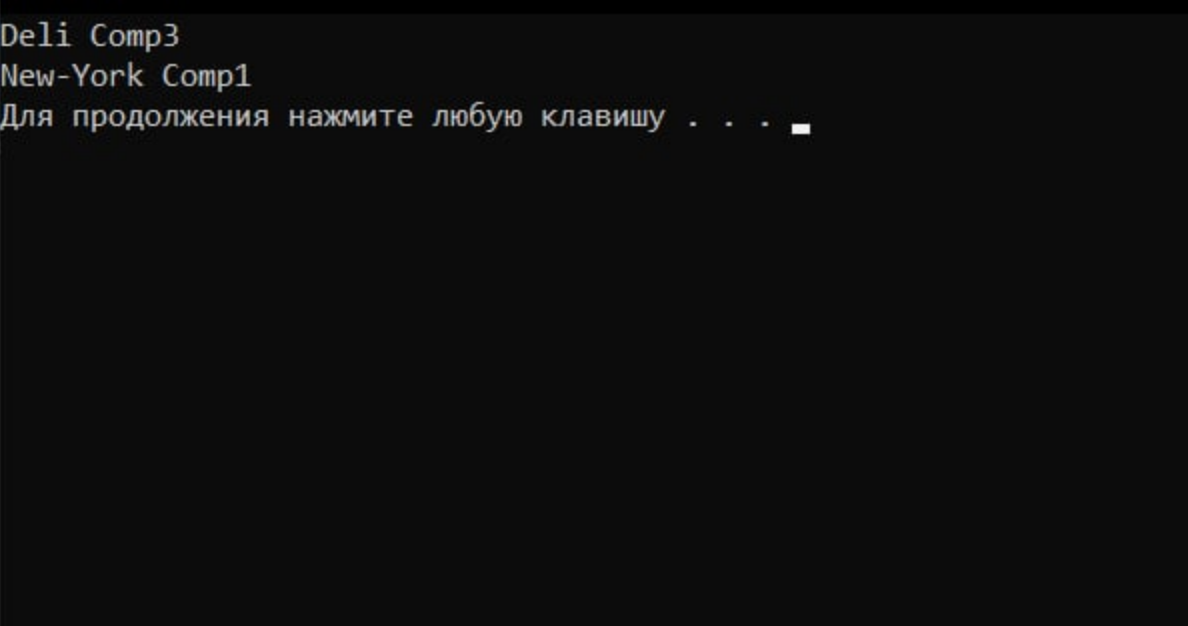 Deli Comp3
New-York Comp1
Для продолжения нажмите любую клавишу . . .